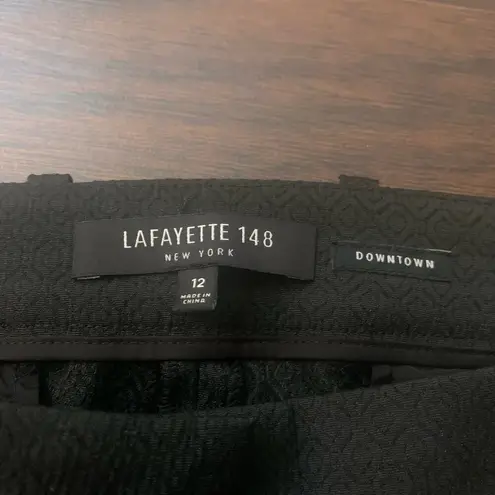 LAFAYETTE 148
NEW YORK
DOWNTOWN
12
MADE IN
CHINA